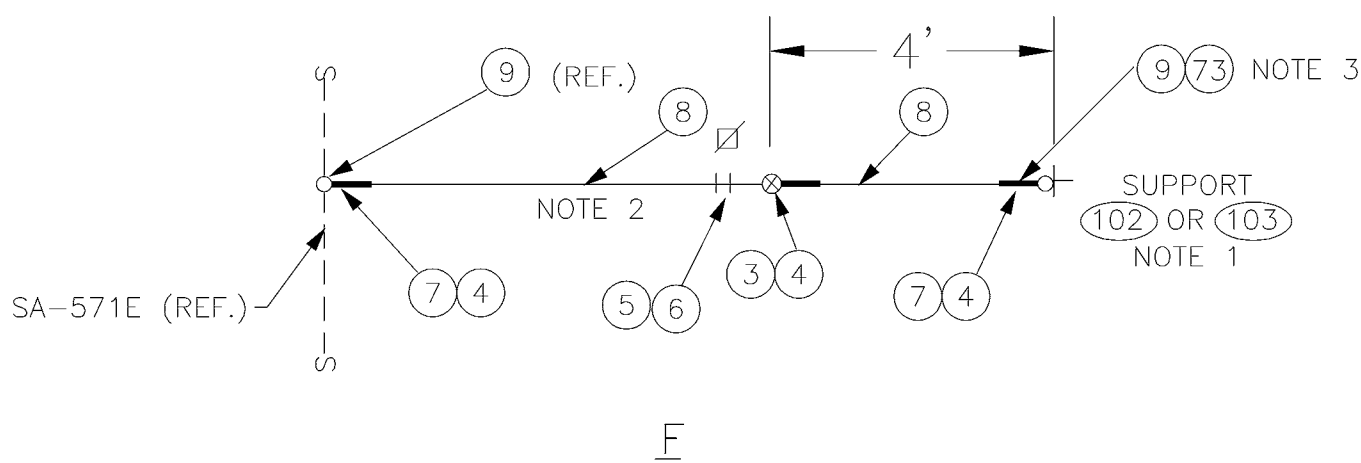 4'
S
9 (REF.)
8
8
9 73 NOTE 3
NOTE 2
SUPPORT
102 OR 103
NOTE 1
7 4
5 6
3 4
7 4
SA-571E (REF.)
S
F